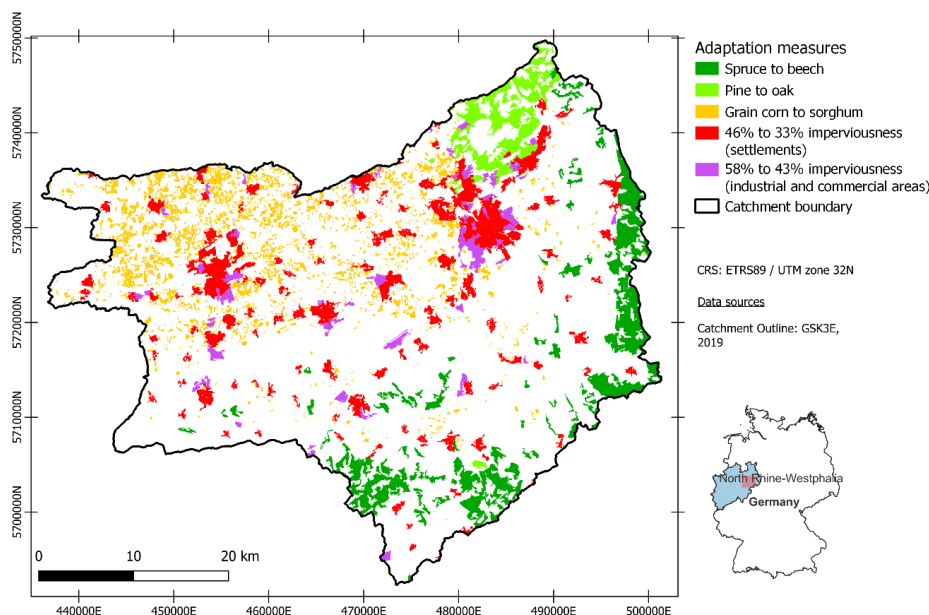 5750000N
5740000N
5730000N
5720000N
5710000N
5700000N
0 10 20 km
440000E 450000E 460000E 470000E 480000E 490000E 500000E
Adaptation measures
Spruce to beech
Pine to oak
Grain corn to sorghum
46% to 33% imperviousness
(settlements)
58% to 43% imperviousness
(industrial and commercial areas)
Catchment boundary
CRS: ETRS89 / UTM zone 32N
Data sources
Catchment Outline: GSK3E,
2019
North Rhine-Westphalia
Germany